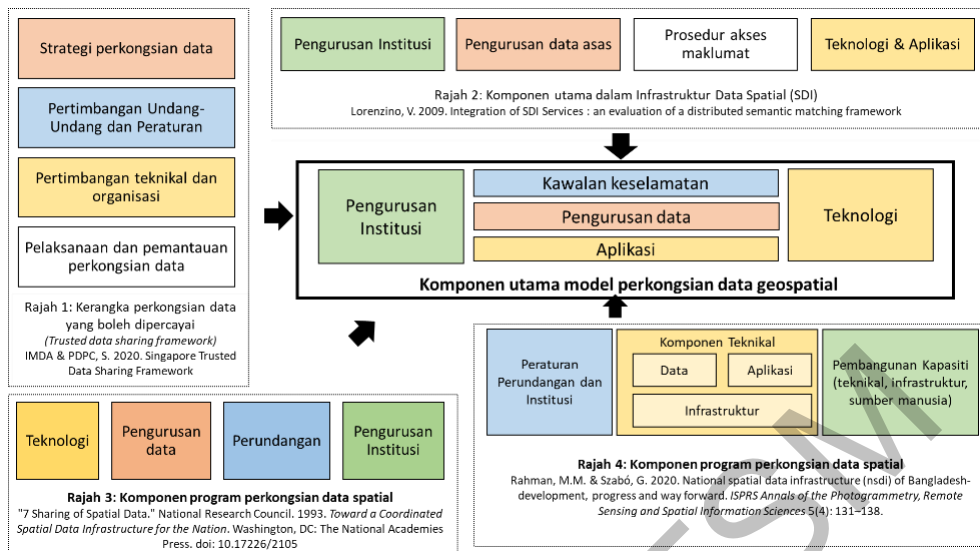 Strategi perkongsian data
Pertimbangan Undang-
Undang dan Peraturan
Pertimbangan teknikal dan
organisasi
Pelaksanaan dan pemantauan
perkongsian data
Rajah 1: Kerangka perkongsian data
yang boleh dipercayai
(Trusted data sharing framework)
IMDA & PDPC, S. 2020. Singapore Trusted
Data Sharing Framework
Pengurusan Institusi
Pengurusan data asas
Prosedur akses
maklumat
Teknologi & Aplikasi
Rajah 2: Komponen utama dalam Infrastruktur Data Spatial (SDI)
Lorenzino, V. 2009. Integration of SDI Services : an evaluation of a distributed semantic matching framework
Pengurusan
Institusi
Kawalan keselamatan
Pengurusan data
Aplikasi
Teknologi
Komponen utama model perkongsian data geospatial
Teknologi
Pengurusan
data
Perundangan
Pengurusan
Institusi
Rajah 3: Komponen program perkongsian data spatial
"7 Sharing of Spatial Data." National Research Council. 1993. Toward a Coordinated
Spatial Data Infrastructure for the Nation. Washington, DC: The National Academies
Press. doi: 10.17226/2105
Peraturan
Perundangan dan
Institusi
Komponen Teknikal
Data
Aplikasi
Infrastruktur
Pembangunan Kapasiti
(teknikal, infrastruktur,
sumber manusia)
Rajah 4: Komponen program perkongsian data spatial
Rahman, M.M. & Szabó, G. 2020. National spatial data infrastructure (nsdi) of Bangladesh-
development, progress and way forward. ISPRS Annals of the Photogrammetry, Remote
Sensing and Spatial Information Sciences 5(4): 131–138.